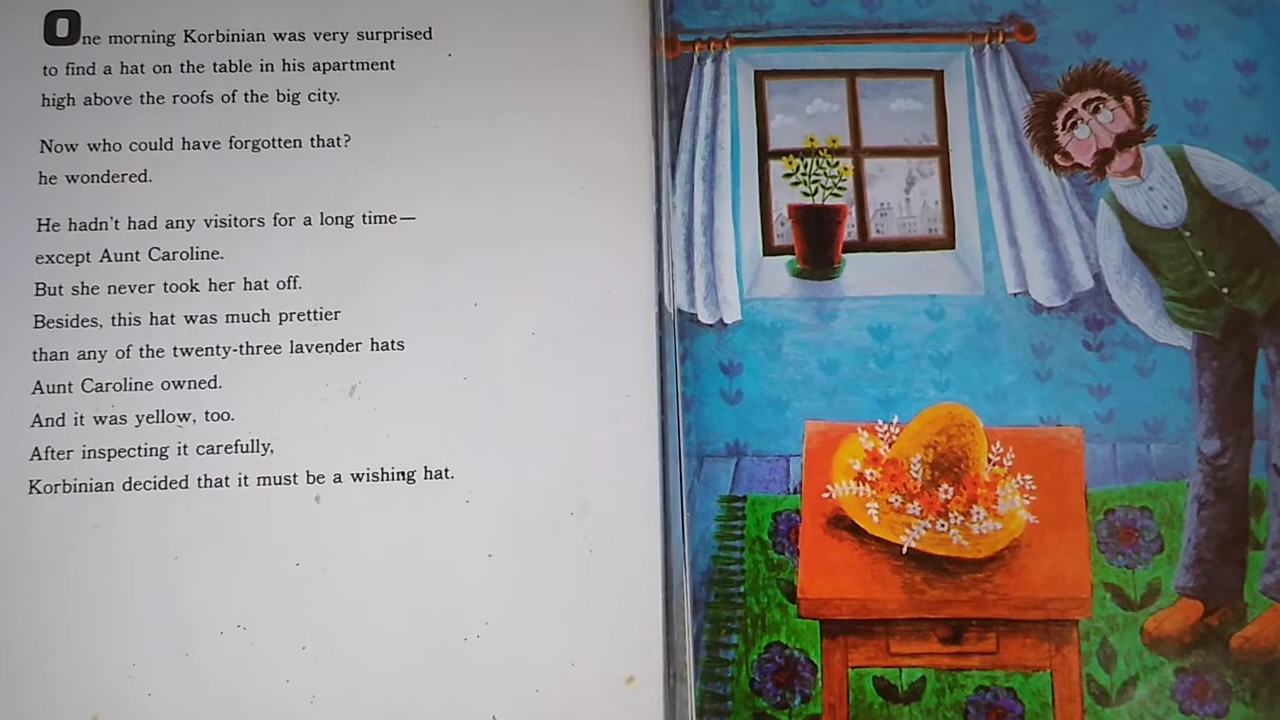 One morning Korbinian was very surprised
to find a hat on the table in his apartment
high above the roofs of the big city.
Now who could have forgotten that?
he wondered.
He hadn't had any visitors for a long time—
except Aunt Caroline.
But she never took her hat off.
Besides, this hat was much prettier
than any of the twenty-three lavender hats
Aunt Caroline owned.
And it was yellow, too.
After inspecting it carefully,
Korbinian decided that it must be a wishing hat.